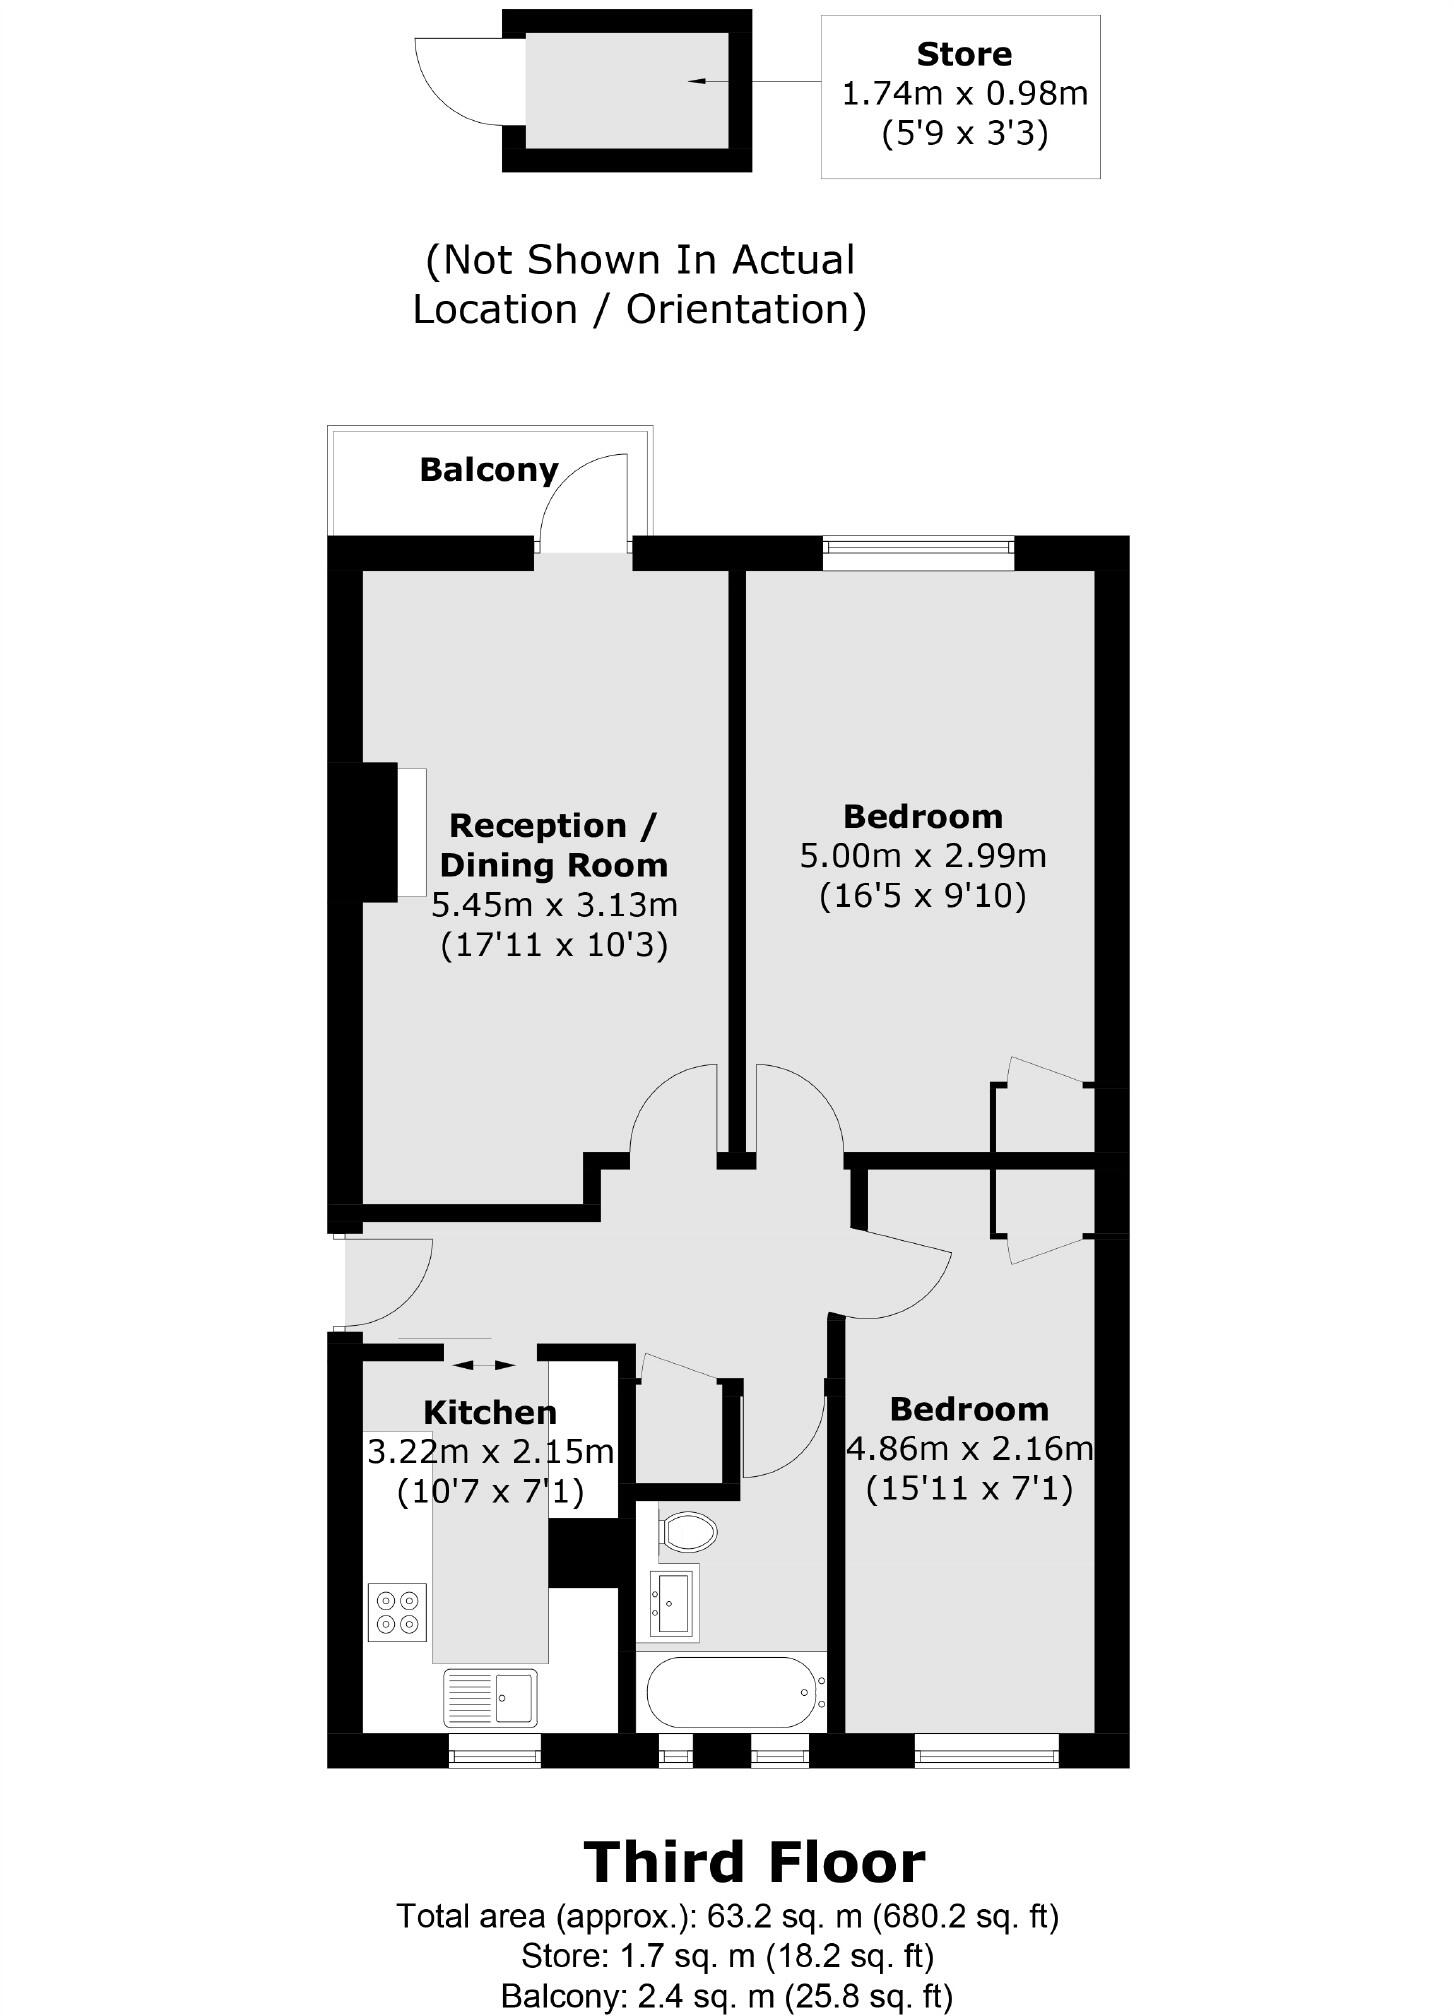 Store
1.74m x 0.98m
(5'9 x 3'3)
(Not Shown In Actual
Location / Orientation)
Balcony
Reception /
Dining Room
5.45m x 3.13m
(17'11 x 10'3)
Bedroom
5.00m x 2.99m
(16'5 x 9'10)
Kitchen
3.22m x 2.15m
(10'7 x 7'1)
Bedroom
4.86m x 2.16m
(15'11 x 7'1)
Third Floor
Total area (approx.): 63.2 sq. m (680.2 sq. ft)
Store: 1.7 sq. m (18.2 sq. ft)
Balcony: 2.4 sq. m (25.8 sq. ft)